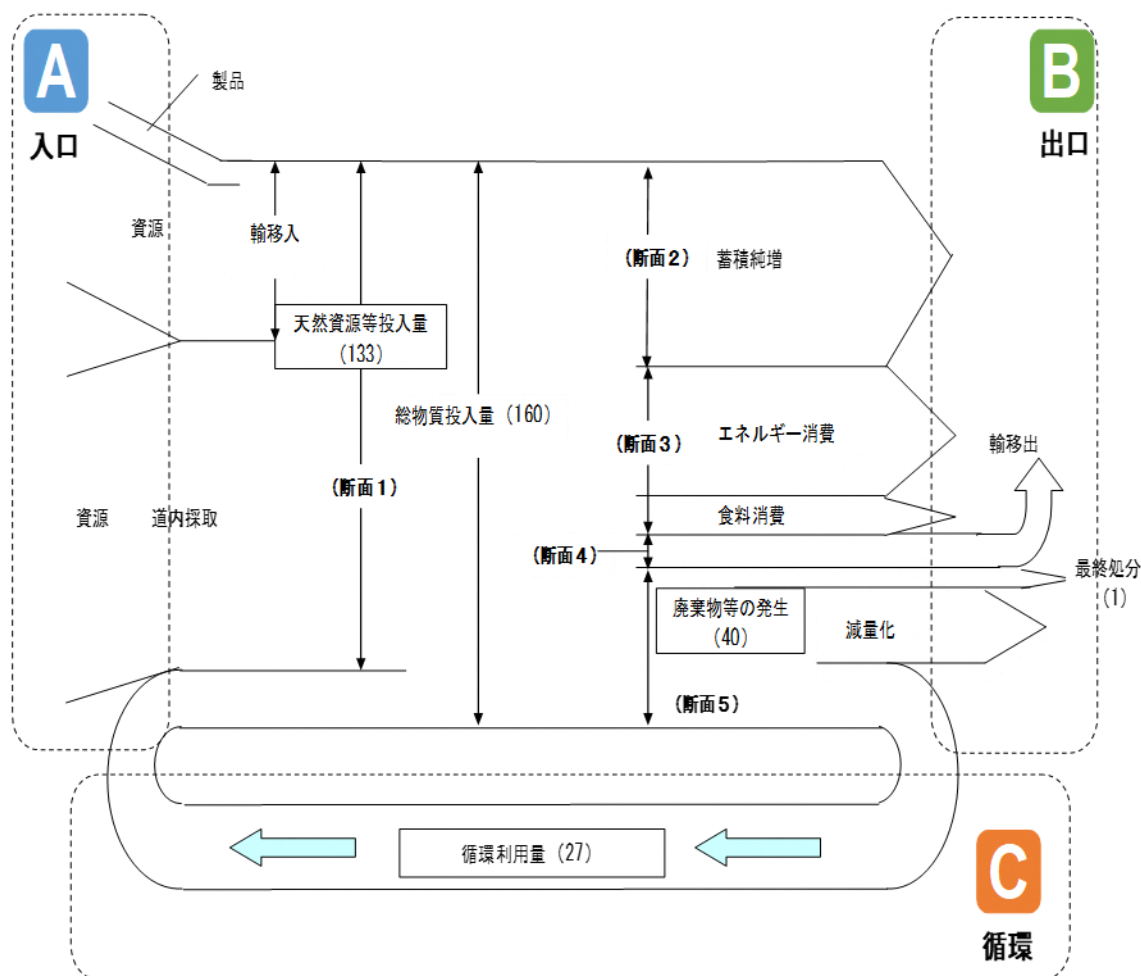 A
入口
製品
資源
輸移入
天然資源等投入量
(133)
総物質投入量 (160)
(断面1)
資源
道内採取
(断面2)
蓄積純増
(断面3)
エネルギー消費
食料消費
(断面4)
廃棄物等の発生
(40)
減量化
(断面5)
B
出口
輸移出
最終処分
(1)
循環利用量 (27)
C
循環